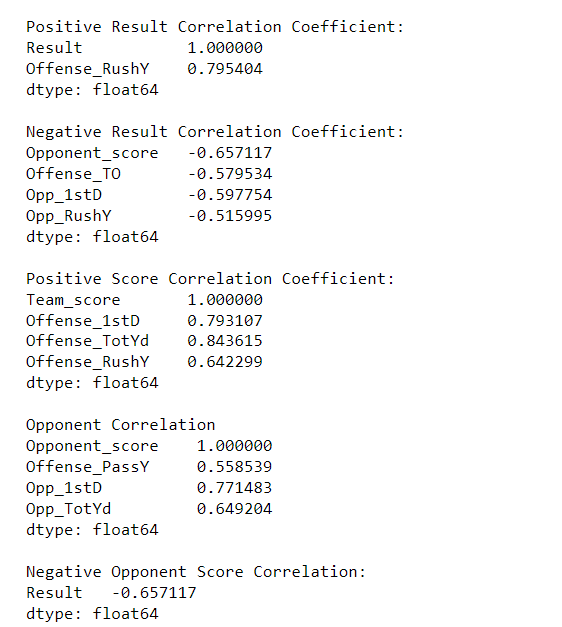 Positive Result Correlation Coefficient:
Result 1.000000
Offense_RushY 0.795404
dtype: float64
Negative Result Correlation Coefficient:
Opponent_score -0.657117
Offense_TO -0.579534
Opp_1stD -0.597754
Opp_RushY -0.515995
dtype: float64
Positive Score Correlation Coefficient:
Team_score 1.000000
Offense_1stD 0.793107
Offense_TotYd 0.843615
Offense_RushY 0.642299
dtype: float64
Opponent Correlation
Opponent_score 1.000000
Offense_PassY 0.558539
Opp_1stD 0.771483
Opp_TotYd 0.649204
dtype: float64
Negative Opponent Score Correlation:
Result -0.657117
dtype: float64